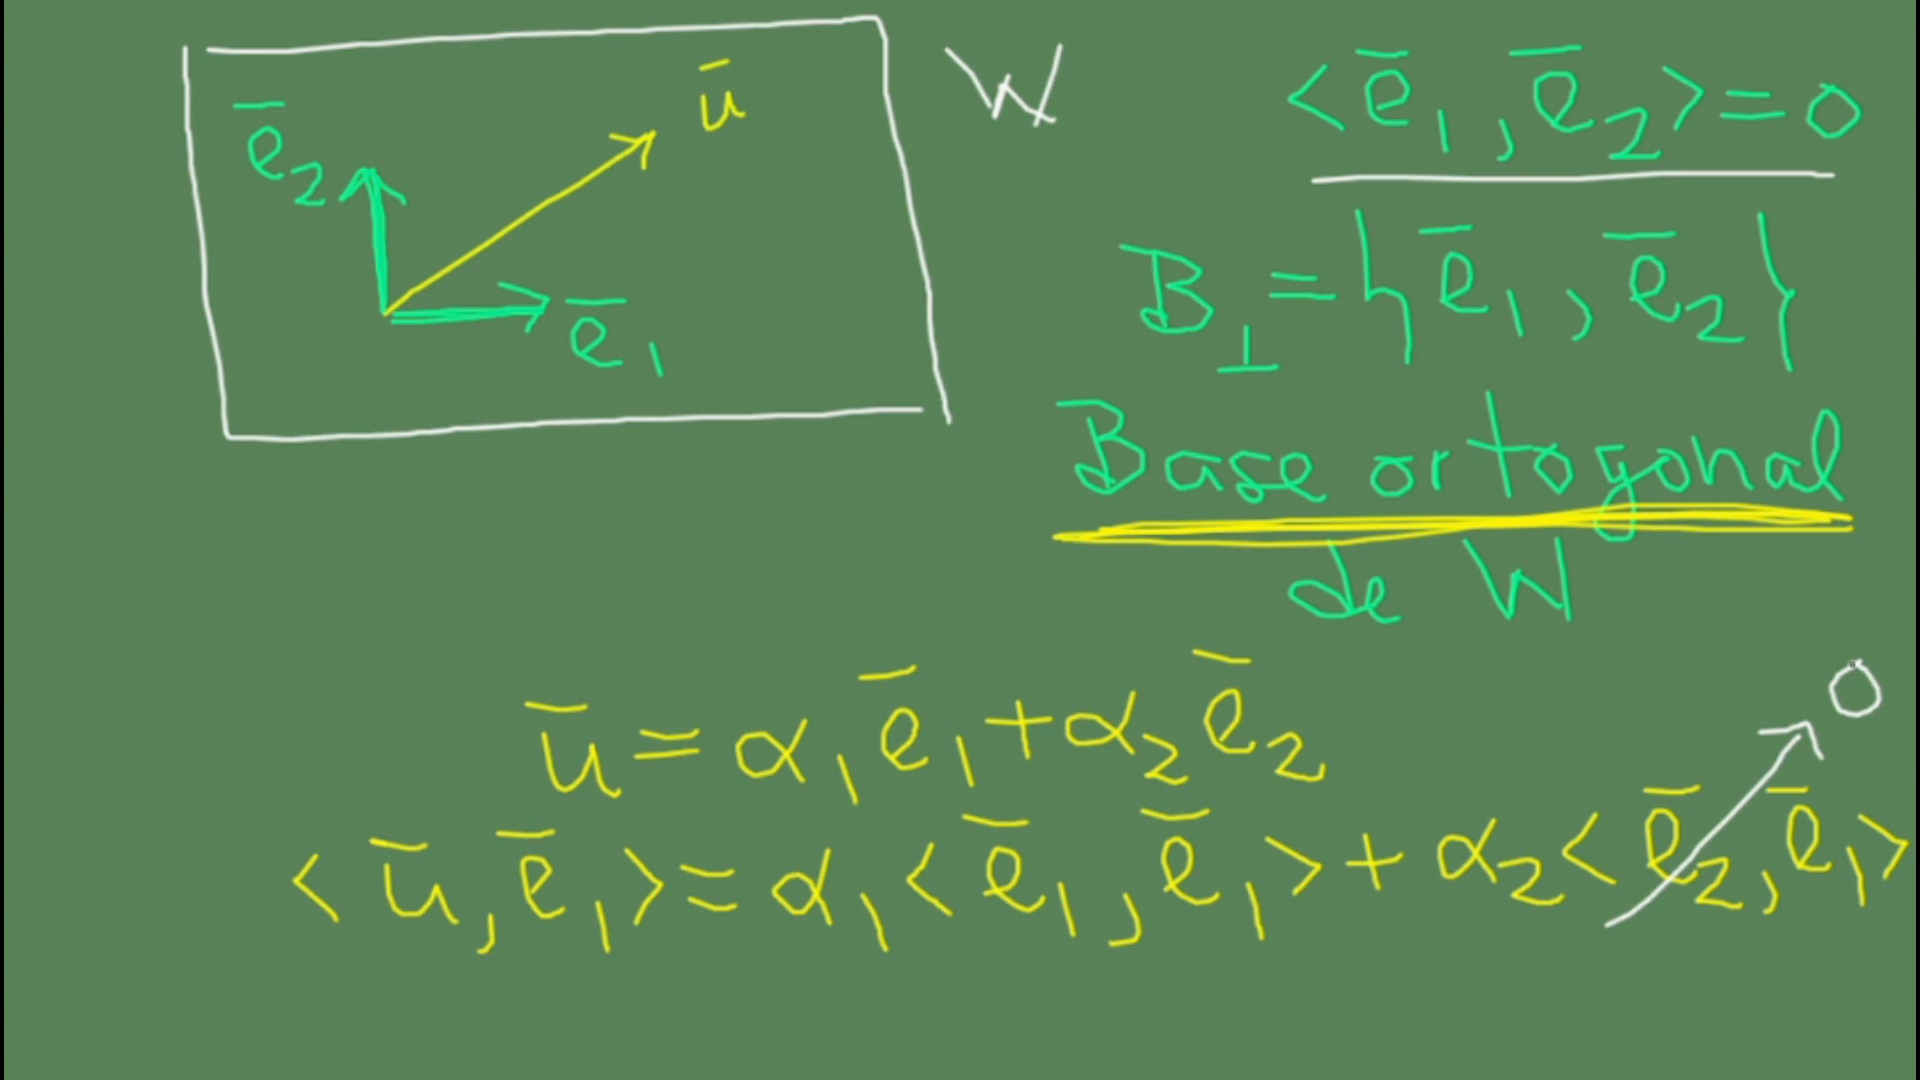 ē₂
ū
ē₁
W
<ē₁, ē₂> = 0
B⊥ = {ē₁, ē₂}
Base ortogonal
de W
ū = α₁ē₁ + α₂ē₂
0
<ū, ē₁> = α₁<ē₁, ē₁> + α₂<ē₂, ē₁>